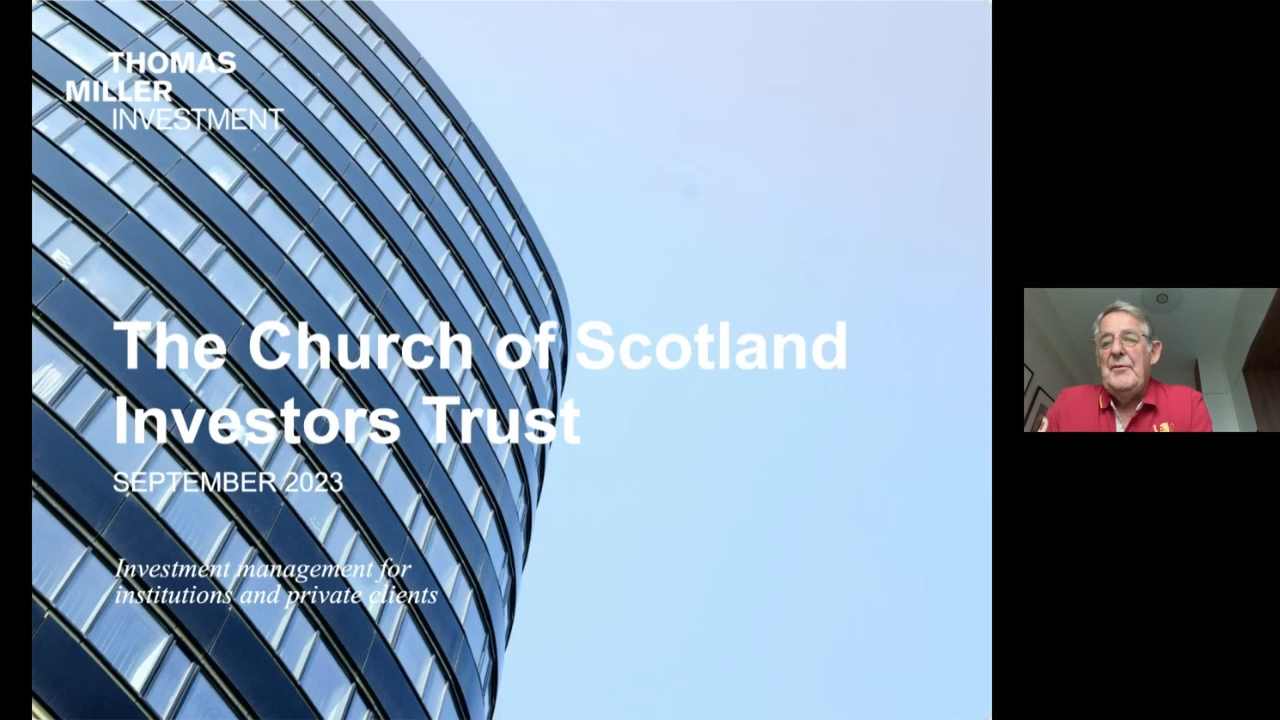 THOMAS
MILLER
INVESTMENT
The Church of Scotland
Investors Trust
SEPTEMBER 2023
Investment management for
institutions and private clients